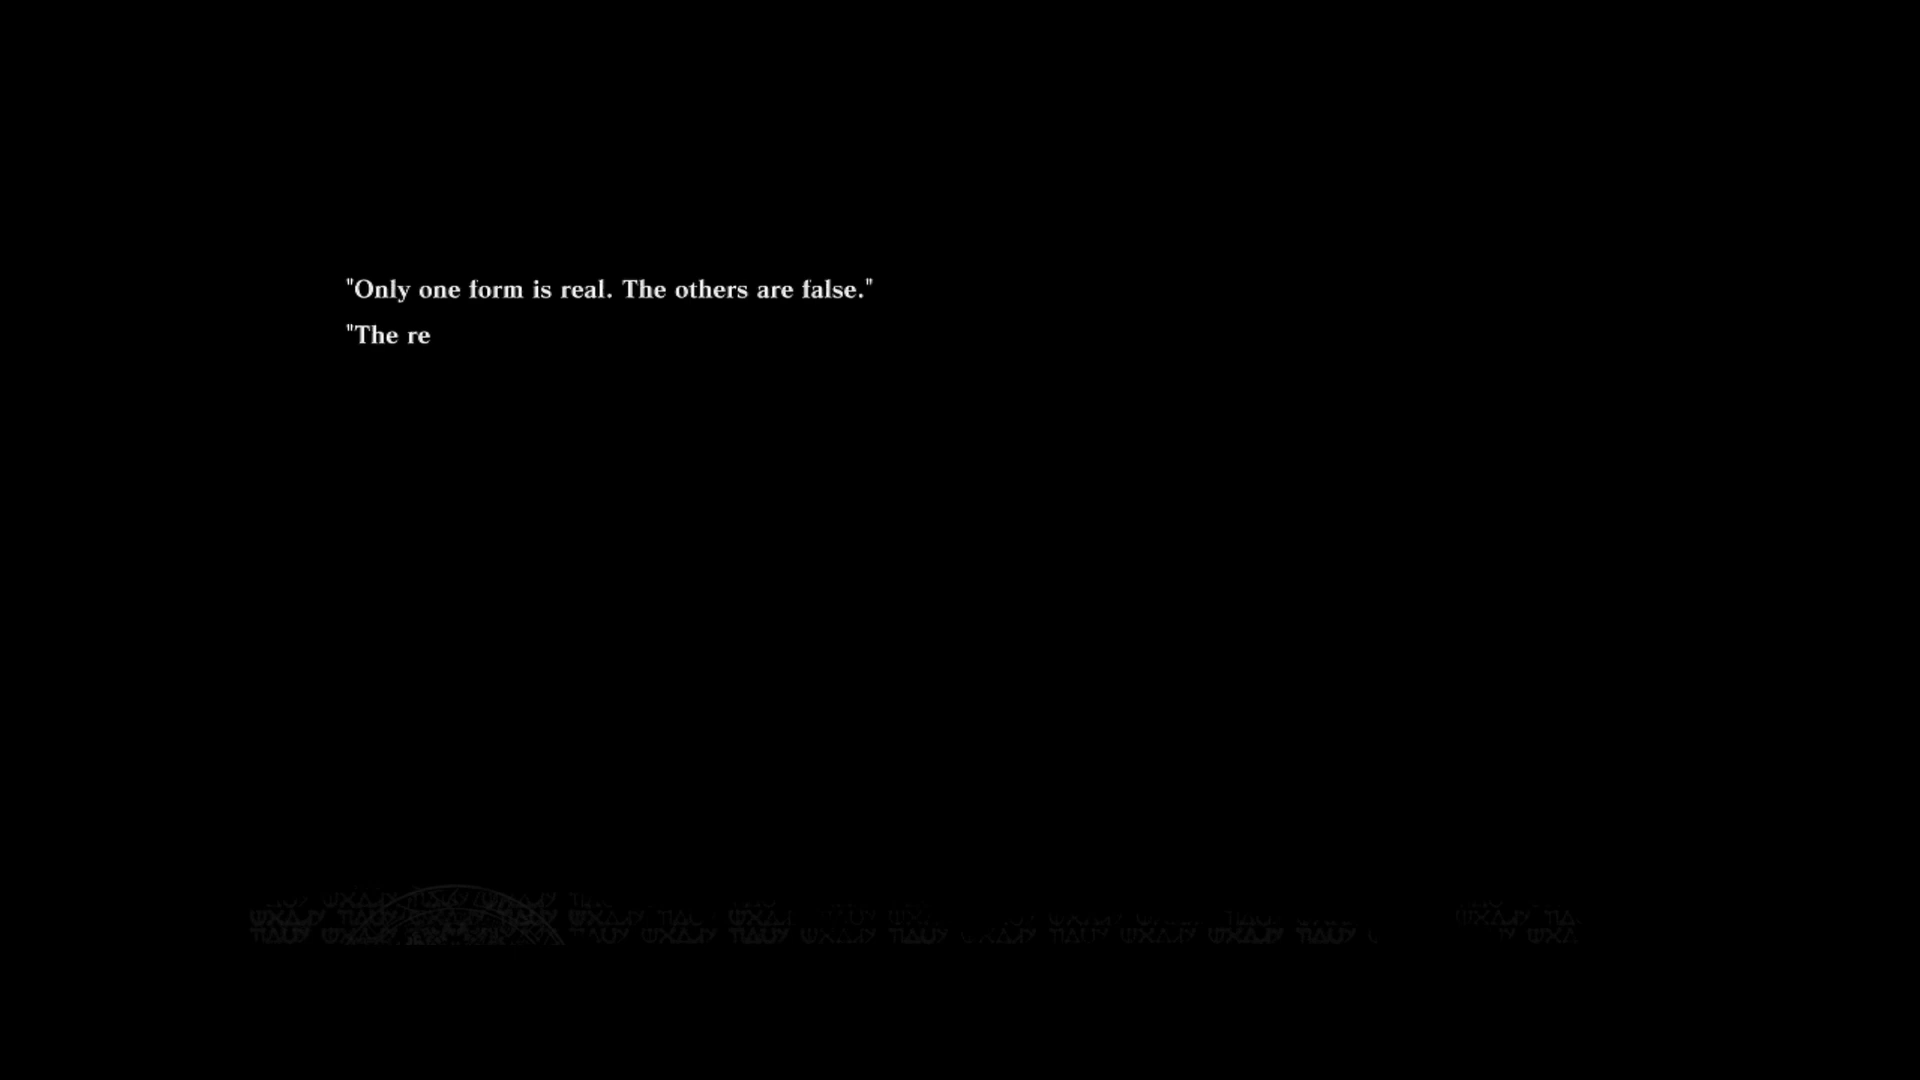 "Only one form is real. The others are false."
"The re